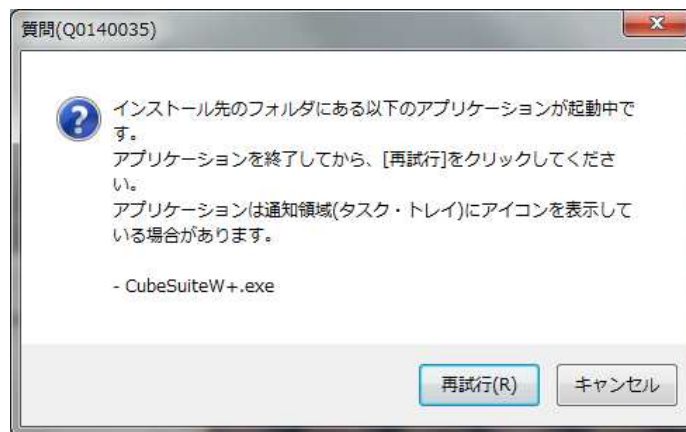 質問(Q0140035)
インストール先のフォルダにある以下のアプリケーションが起動中で
す。
アプリケーションを終了してから、[再試行]をクリックしてくださ
い。
アプリケーションは通知領域(タスク・トレイ)にアイコンを表示して
いる場合があります。
- CubeSuiteW+.exe
再試行(R)
キャンセル